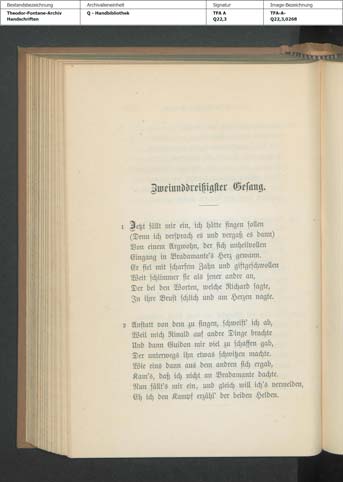 Bestandsbezeichnung
Archivalieneinheit
Signatur
Image-Bezeichnung
Theodor-Fontane-Archiv
Handschriften
Q - Handbibliothek
TFA A
Q22,3
TFA-A-
Q22,3,0268
Zweiunddreißigster Gesang.
1 Jetzt fällt mir ein, ich hätte singen sollen
(Denn ich versprach es und vergaß es dann)
Von einem Argwohn, der sich unheilvollen
Eingang in Bradamante's Herz gewann.
Er fiel mit scharfem Zahn und giftgeschwollen
Weit schlimmer sie als jener andre an,
Der bei den Worten, welche Richard sagte,
In ihre Brust schlich und am Herzen nagte.
2 Anstatt von dem zu singen, schweift' ich ab,
Weil mich Rinald auf andre Dinge brachte
Und dann Guidon mir viel zu schaffen gab,
Der unterwegs ihn etwas schwitzen machte.
Wie eins dann aus dem andren sich ergab,
Kam's, daß ich nicht an Bradamante dachte.
Nun fällt's mir ein, und gleich will ich's vermelden,
Eh ich den Kampf erzähl' der beiden Helden.